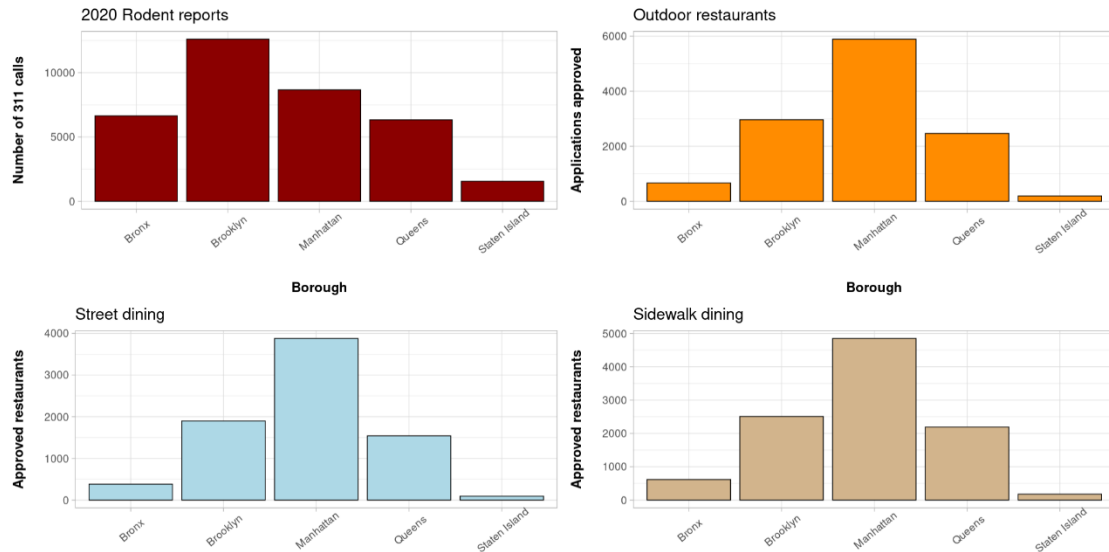 2020 Rodent reports
Number of 311 calls
10000
5000
0
Bronx
Brooklyn
Manhattan
Queens
Staten Island
Borough
Outdoor restaurants
Applications approved
6000
4000
2000
0
Bronx
Brooklyn
Manhattan
Queens
Staten Island
Borough
Street dining
Approved restaurants
4000
3000
2000
1000
0
Bronx
Brooklyn
Manhattan
Queens
Staten Island
Sidewalk dining
Approved restaurants
5000
4000
3000
2000
1000
0
Bronx
Brooklyn
Manhattan
Queens
Staten Island